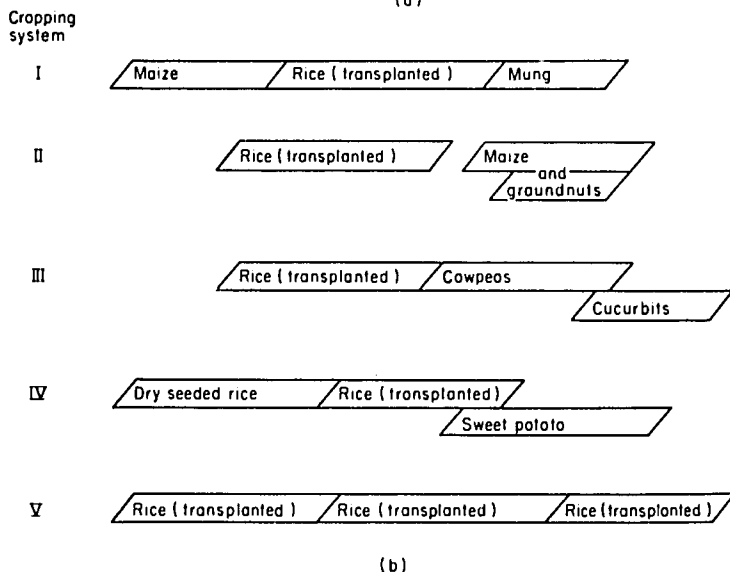 (a)
Cropping
system
I Maize Rice (transplanted) Mung
II Rice (transplanted) Maize
and
groundnuts
III Rice (transplanted) Cowpeos
Cucurbits
IV Dry seeded rice Rice (transplanted)
Sweet potato
V Rice (transplanted) Rice (transplanted) Rice (transplanted)
(b)